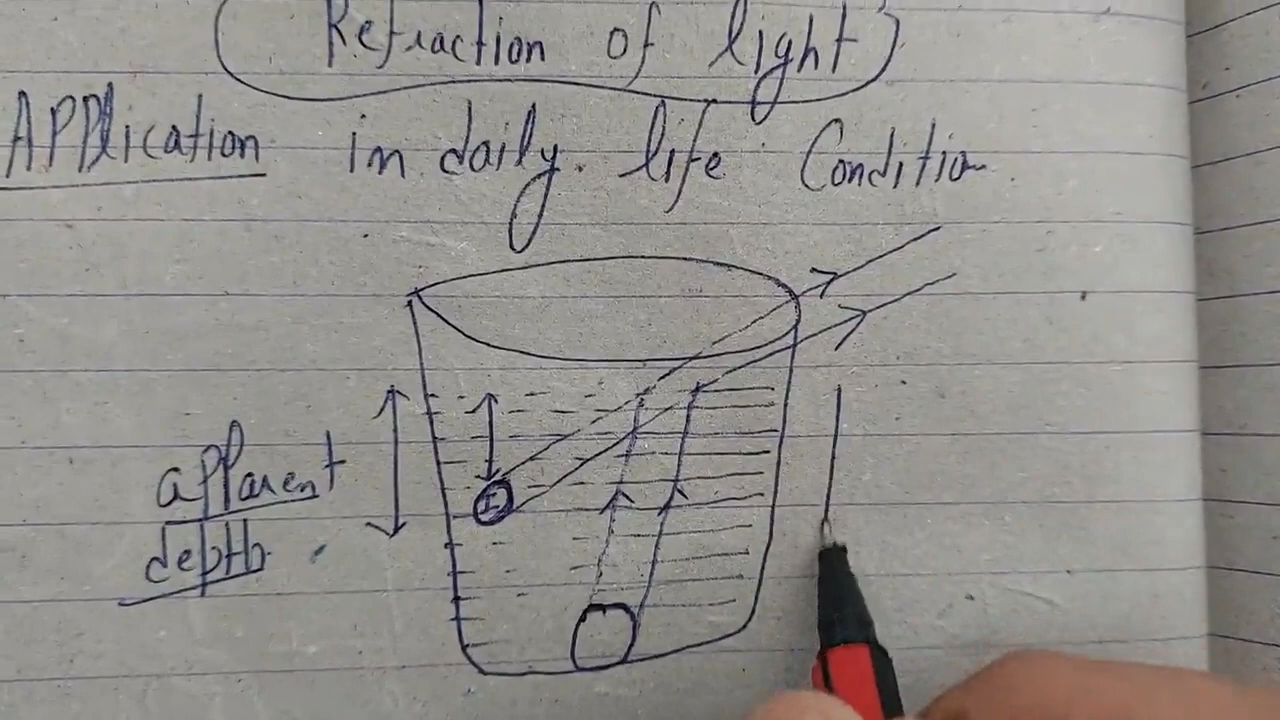 Refraction of light
APPlication in daily. life Condition
apparent
depth
I